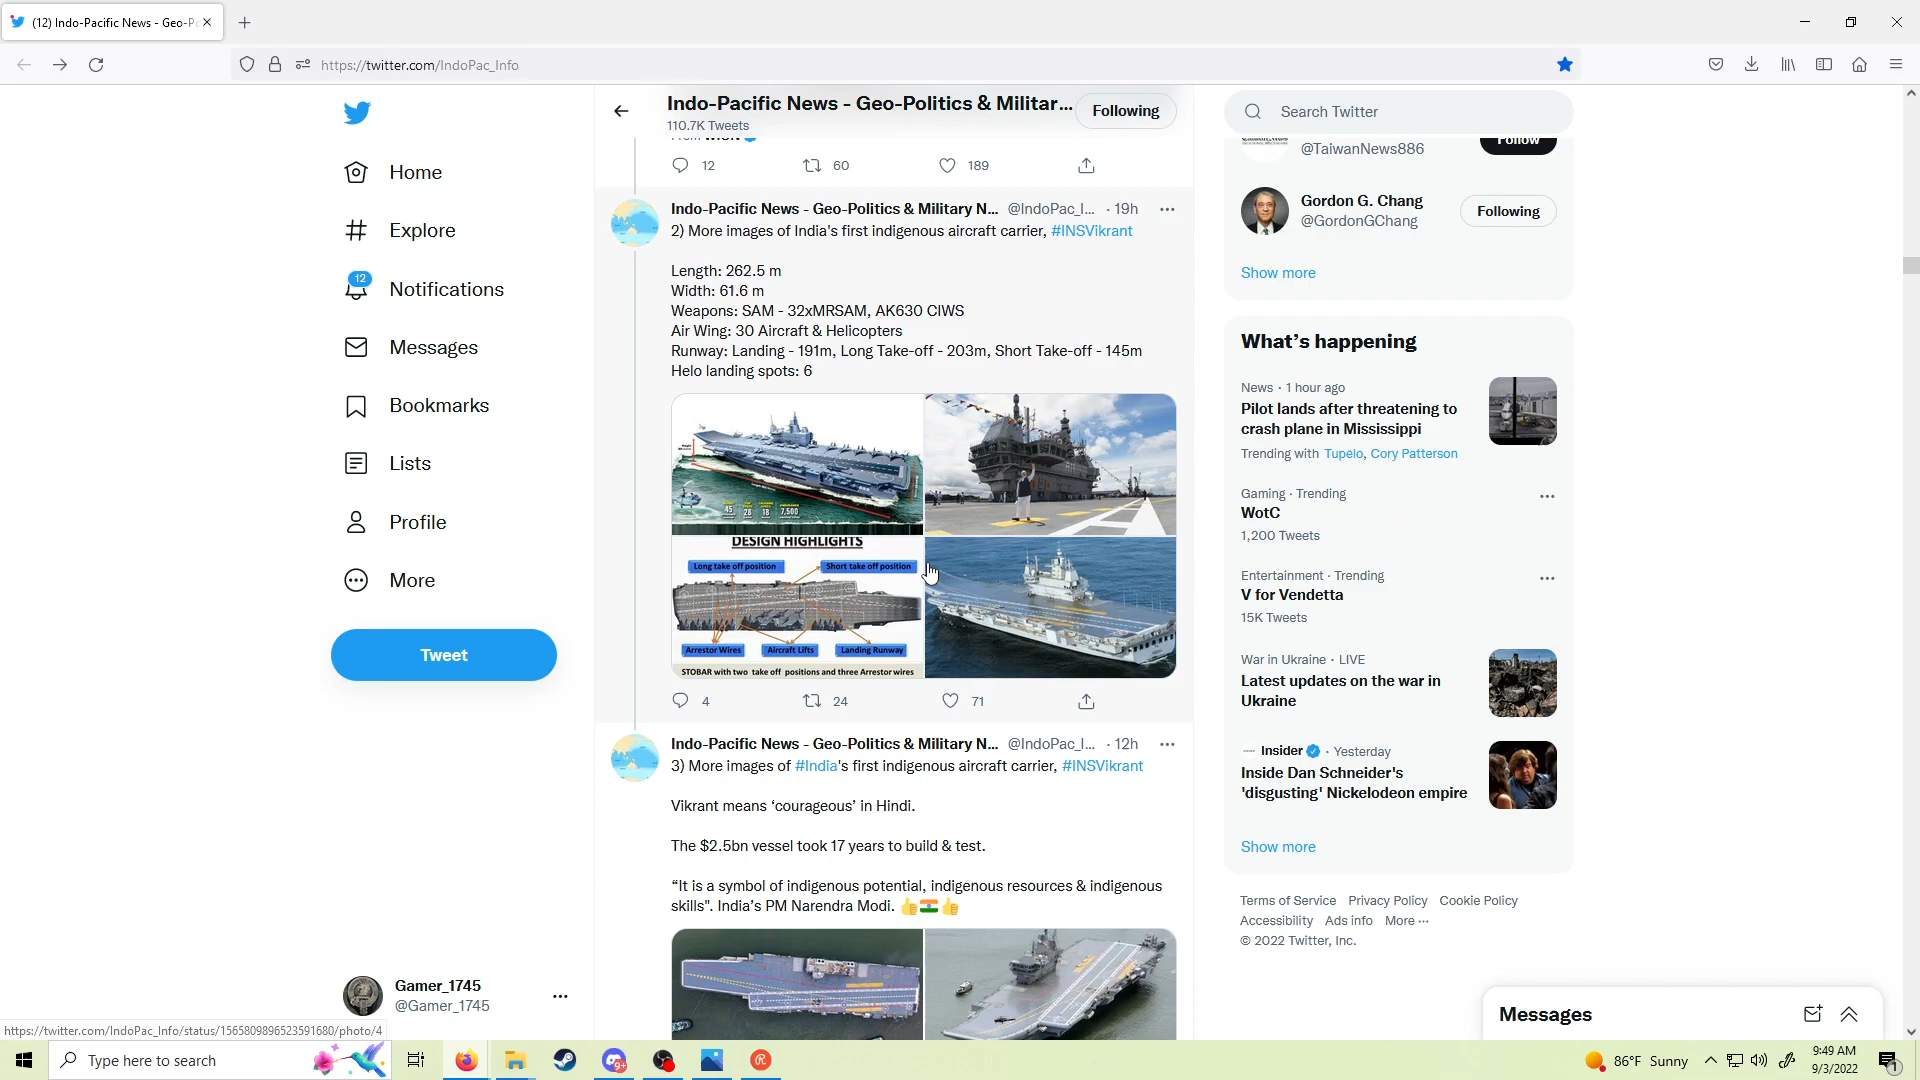 (12) Indo-Pacific News - Geo-Po
https://twitter.com/IndoPac_Info
Home
Explore
12
Notifications
Messages
Bookmarks
Lists
Profile
More
Tweet
Gamer_1745
@Gamer_1745
Indo-Pacific News - Geo-Politics & Militar...
110.7K Tweets
Following
12 60 189
Indo-Pacific News - Geo-Politics & Military N... @IndoPac_I... · 19h
2) More images of India's first indigenous aircraft carrier, #INSVikrant
Length: 262.5 m
Width: 61.6 m
Weapons: SAM - 32xMRSAM, AK630 CIWS
Air Wing: 30 Aircraft & Helicopters
Runway: Landing - 191m, Long Take-off - 203m, Short Take-off - 145m
Helo landing spots: 6
45 28 18 7,500
DESIGN HIGHLIGHTS
Long take off position Short take off position
Arrestor Wires Aircraft Lifts Landing Runway
STOBAR with two take off positions and three Arrestor wires
4 24 71
Indo-Pacific News - Geo-Politics & Military N... @IndoPac_I... · 12h
3) More images of #India's first indigenous aircraft carrier, #INSVikrant
Vikrant means ‘courageous’ in Hindi.
The $2.5bn vessel took 17 years to build & test.
“It is a symbol of indigenous potential, indigenous resources & indigenous
skills". India’s PM Narendra Modi. 👍🇮🇳👍
Search Twitter
@TaiwanNews886
Follow
Gordon G. Chang
@GordonGChang
Following
Show more
What’s happening
News · 1 hour ago
Pilot lands after threatening to
crash plane in Mississippi
Trending with Tupelo, Cory Patterson
Gaming · Trending
WotC
1,200 Tweets
Entertainment · Trending
V for Vendetta
15K Tweets
War in Ukraine · LIVE
Latest updates on the war in
Ukraine
Insider · Yesterday
Inside Dan Schneider's
'disgusting' Nickelodeon empire
Show more
Terms of Service Privacy Policy Cookie Policy
Accessibility Ads info More ...
© 2022 Twitter, Inc.
Messages
https://twitter.com/IndoPac_Info/status/1565809896523591680/photo/4
Type here to search
9+
86°F Sunny
9:49 AM
9/3/2022
1